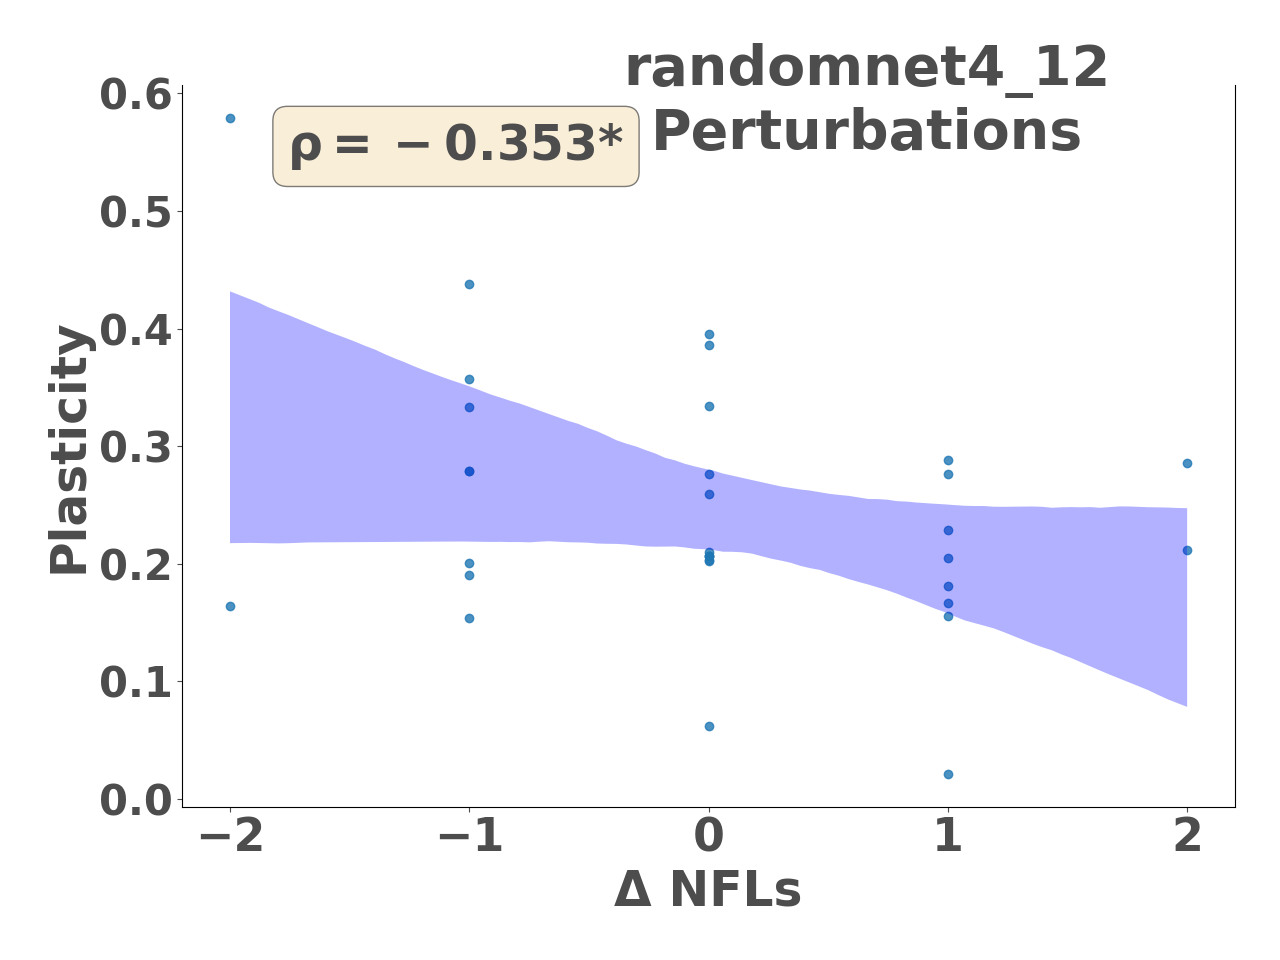 randomnet4_12
Perturbations
ρ = − 0.353*
0.6
0.5
0.4
0.3
0.2
0.1
0.0
Plasticity
−2 −1 0 1 2
Δ NFLs